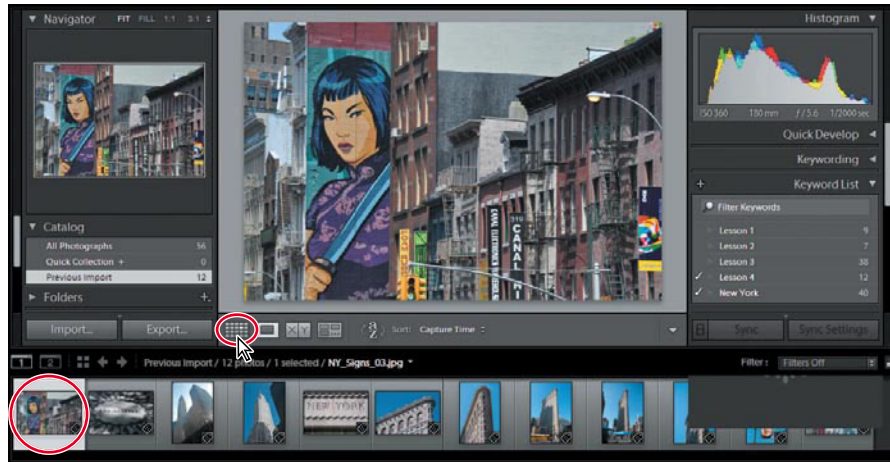 Navigator FIT FILL 1:1 3:1
Histogram
ISO 360 180 mm f / 5.6 1/2000 sec
Quick Develop
Keywording
+ Keyword List
Filter Keywords
Lesson 1 9
Lesson 2 7
Lesson 3 38
Lesson 4 12
New York 40
Catalog
All Photographs 56
Quick Collection + 0
Previous Import 12
Folders +
Import... Export...
X Y
Sort: Capture Time
Sync Sync Settings
310
CANAL
1 2 Previous Import / 12 photos / 1 selected / NY_Signs_03.jpg
Filter: Filters Off
NEW YORK